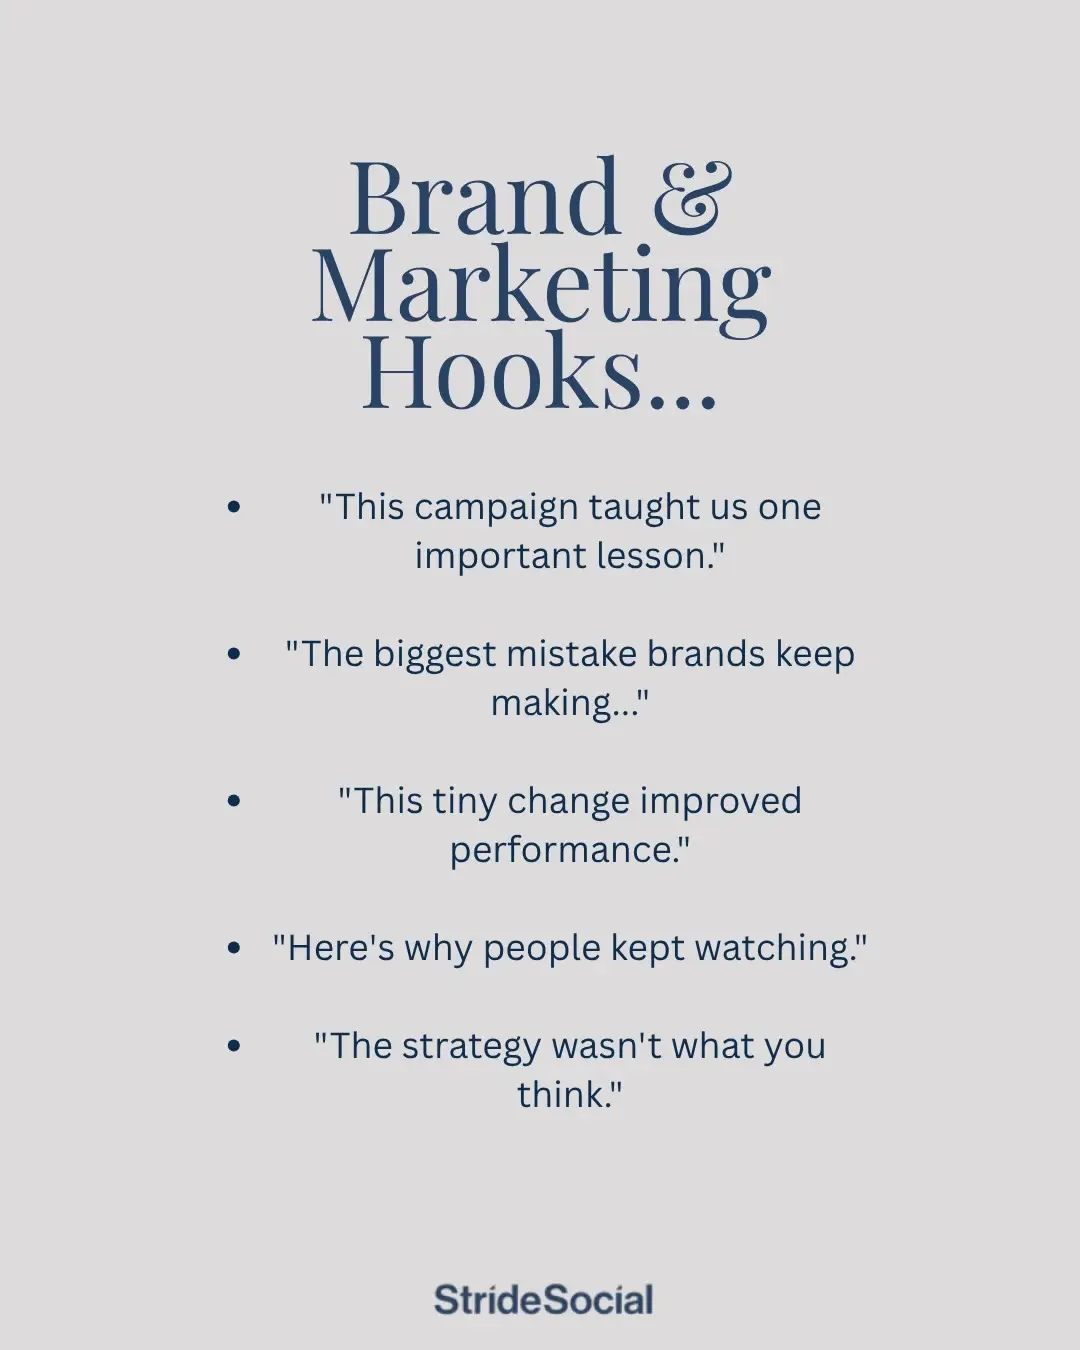 Brand &
Marketing
Hooks...
• "This campaign taught us one
important lesson."
• "The biggest mistake brands keep
making..."
• "This tiny change improved
performance."
• "Here's why people kept watching."
• "The strategy wasn't what you
think."
StrideSocial